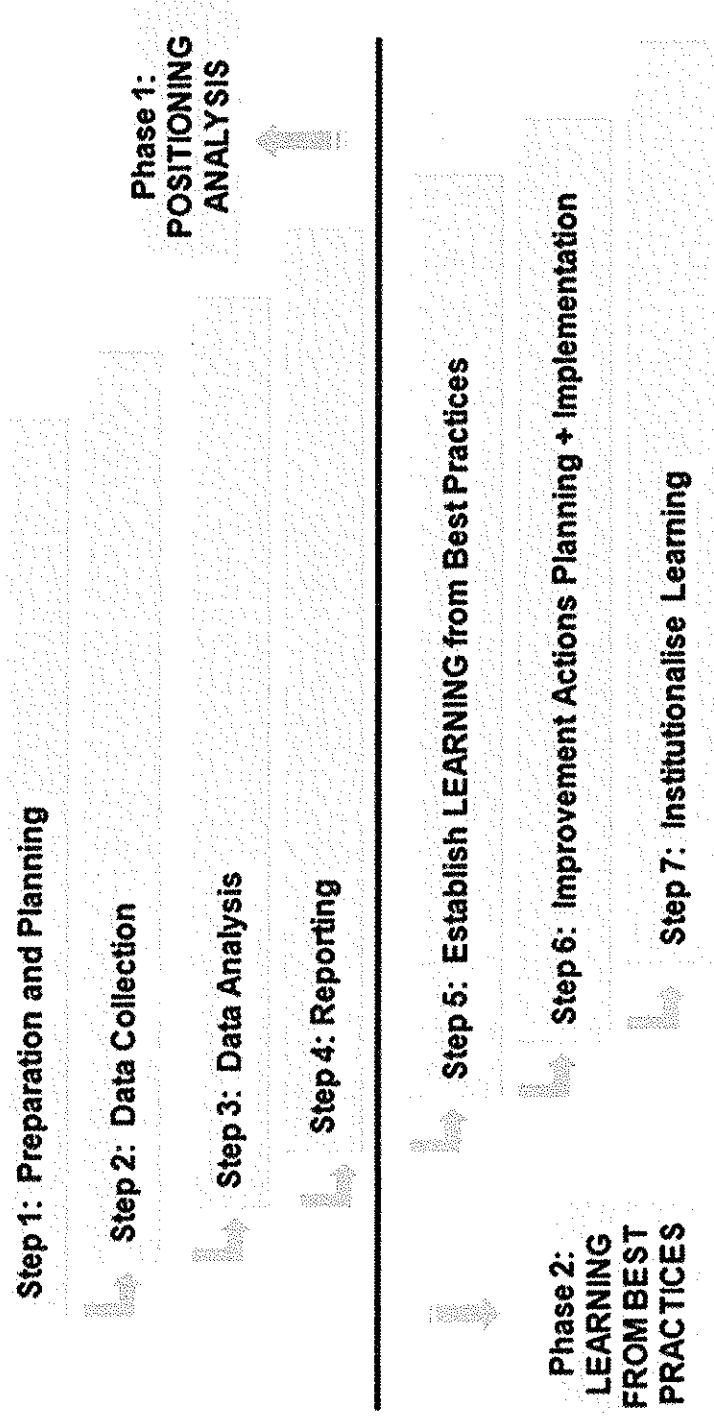 Step 1: Preparation and Planning
Step 2: Data Collection
Step 3: Data Analysis
Step 4: Reporting
Phase 1:
POSITIONING
ANALYSIS
Phase 2:
LEARNING
FROM BEST
PRACTICES
Step 5: Establish LEARNING from Best Practices
Step 6: Improvement Actions Planning + Implementation
Step 7: Institutionalise Learning